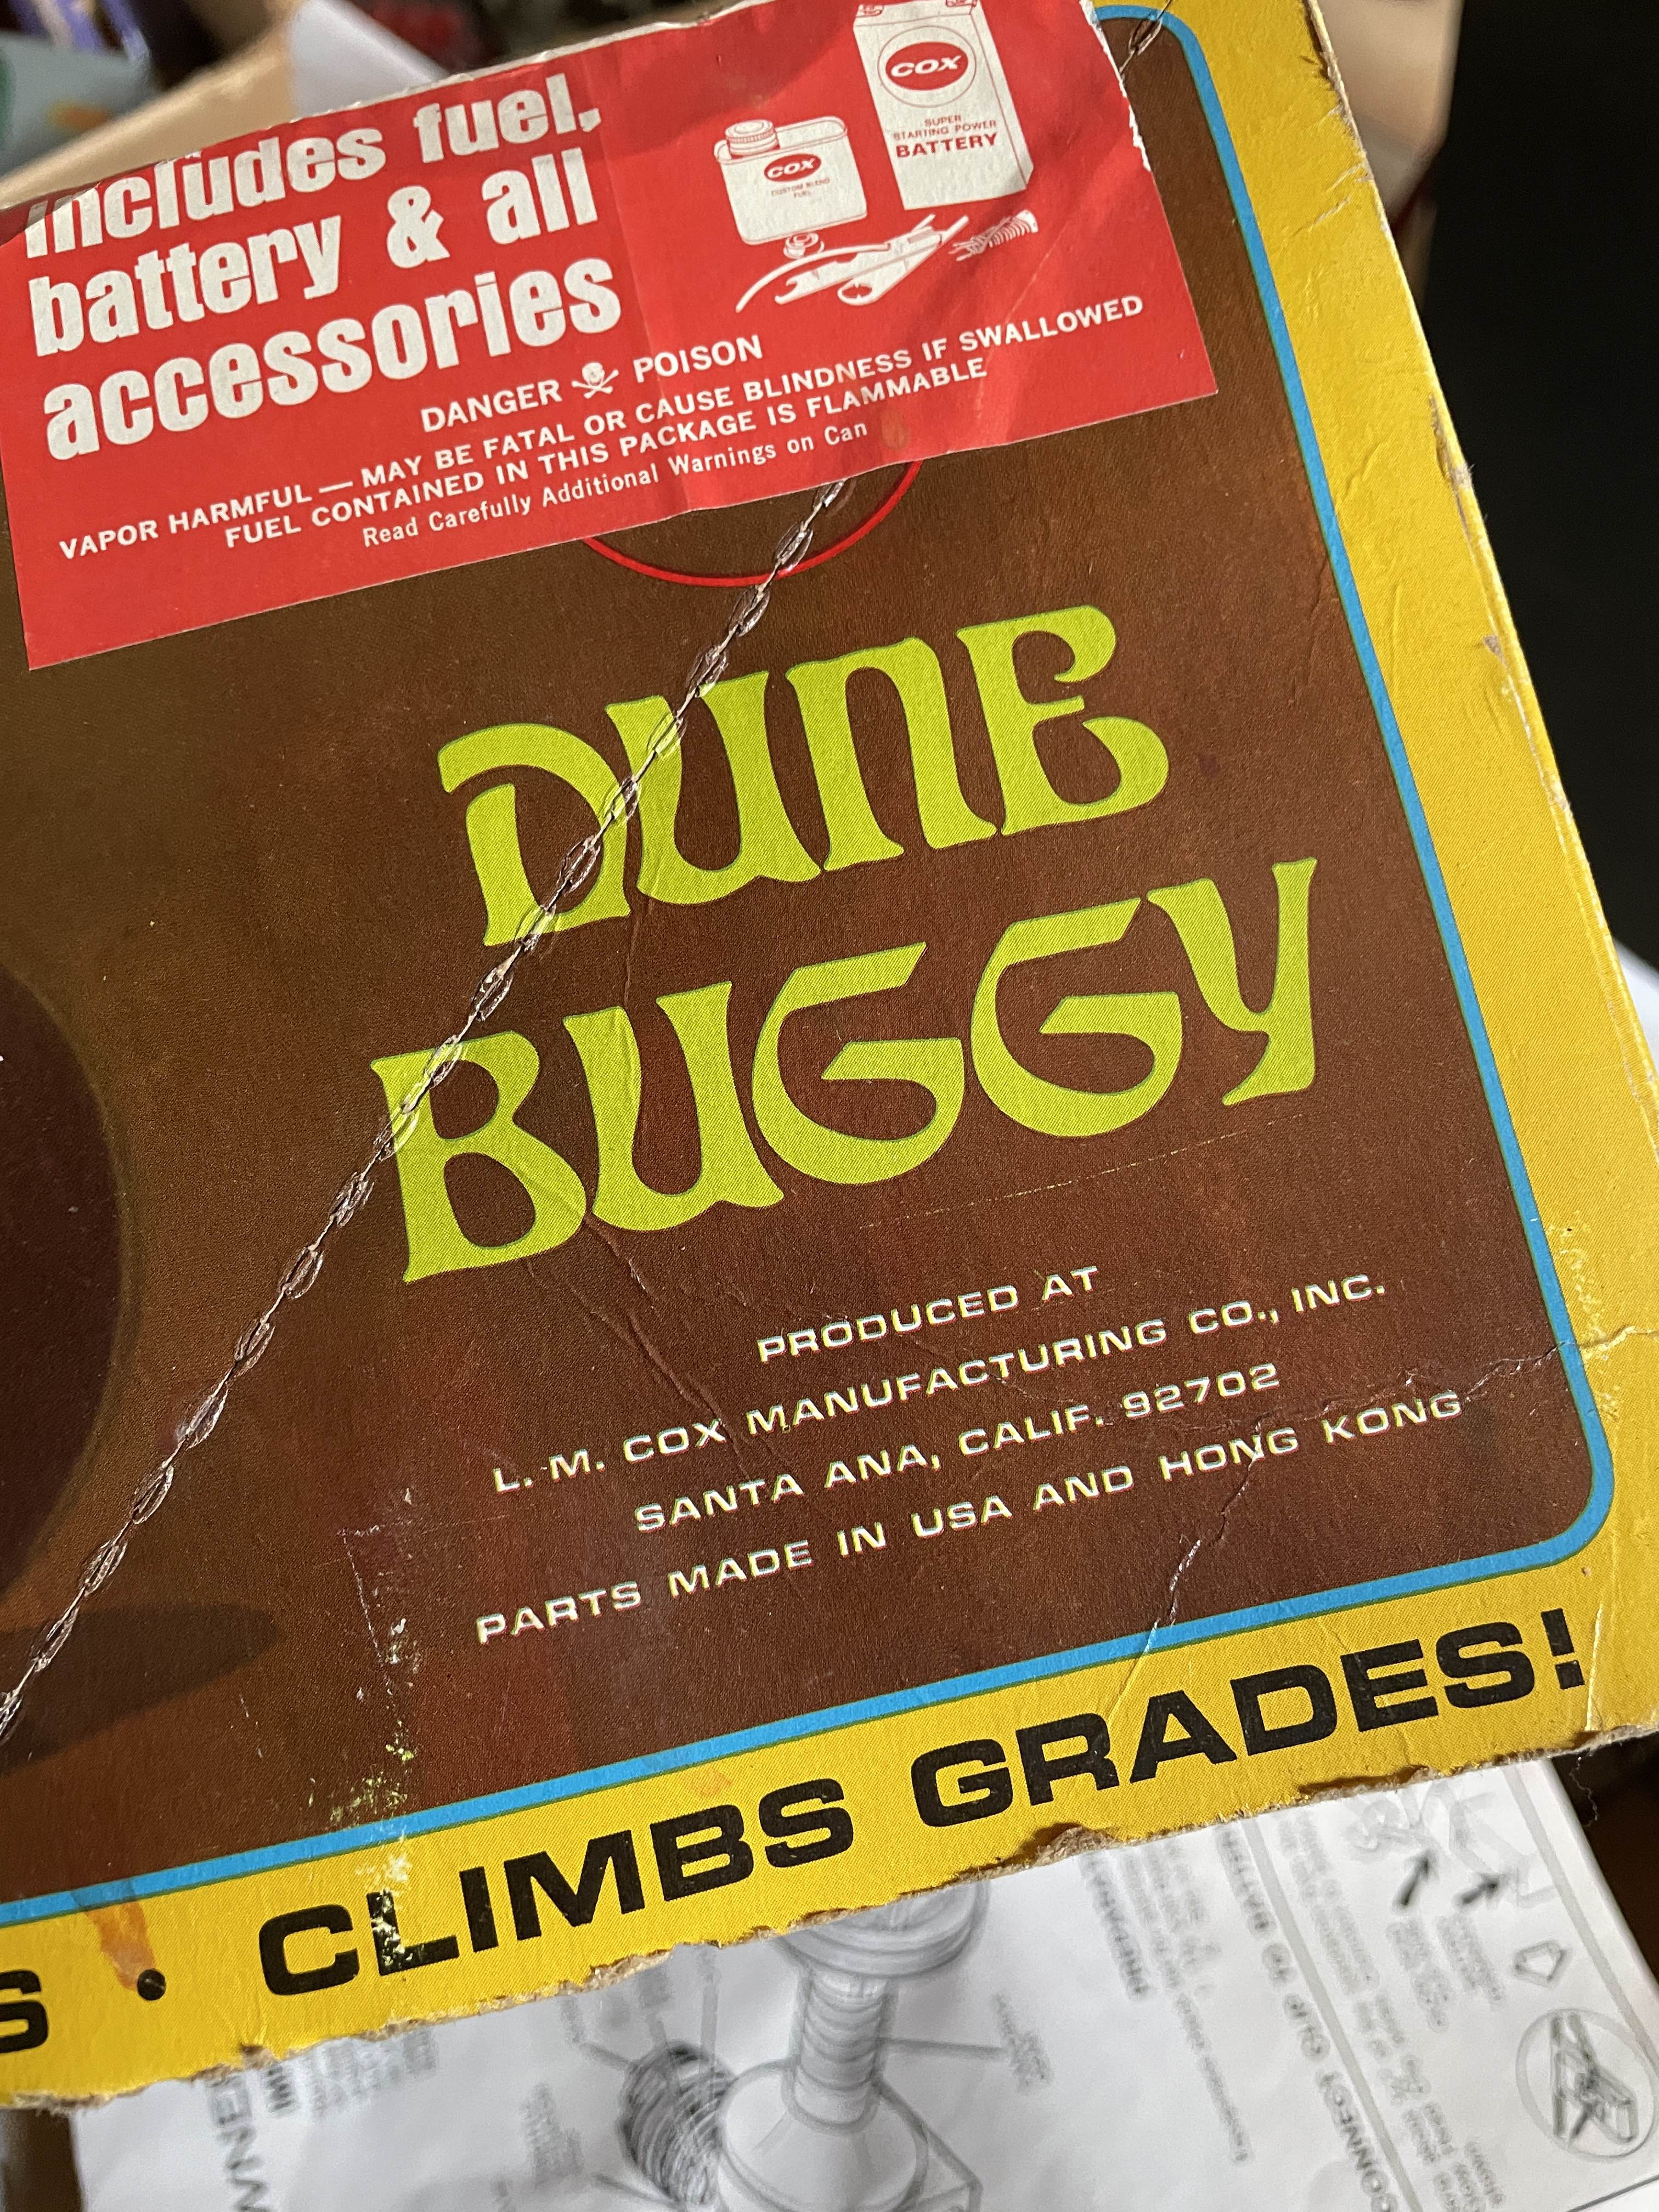 includes fuel,
battery & all
accessories
COX
CUSTOM BLEND
FUEL
COX
SUPER
STARTING POWER
BATTERY
DANGER POISON
VAPOR HARMFUL — MAY BE FATAL OR CAUSE BLINDNESS IF SWALLOWED
FUEL CONTAINED IN THIS PACKAGE IS FLAMMABLE
Read Carefully Additional Warnings on Can
DUNE
BUGGY
PRODUCED AT
L. M. COX MANUFACTURING CO., INC.
SANTA ANA, CALIF. 92702
PARTS MADE IN USA AND HONG KONG
S • CLIMBS GRADES!